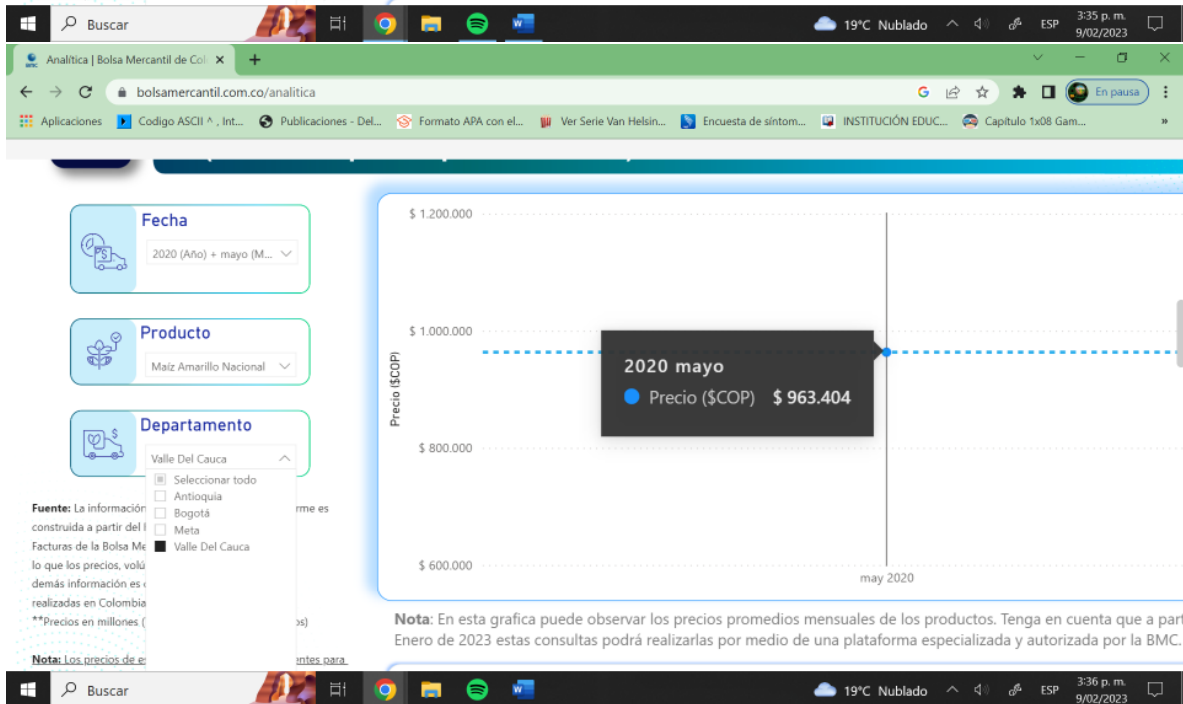 Buscar
19°C Nublado
ESP
3:35 p. m.
9/02/2023
Analítica | Bolsa Mercantil de Col
bolsamercantil.com.co/analitica
En pausa
Aplicaciones
Codigo ASCII ^ , Int...
Publicaciones - Del...
Formato APA con el...
Ver Serie Van Helsin...
Encuesta de síntom...
INSTITUCIÓN EDUC...
Capítulo 1x08 Gam...
»
Fecha
2020 (Año) + mayo (M...
Producto
Maíz Amarillo Nacional
Departamento
Valle Del Cauca
Seleccionar todo
Antioquia
Bogotá
Meta
Valle Del Cauca
Fuente: La información rme es
construida a partir del
Facturas de la Bolsa Me
lo que los precios, volú
demás información es
realizadas en Colombia
**Precios en millones ( os)
Nota: Los precios de es entes para
Precio ($COP)
$ 1.200.000
$ 1.000.000
$ 800.000
$ 600.000
2020 mayo
Precio ($COP) $ 963.404
may 2020
Nota: En esta grafica puede observar los precios promedios mensuales de los productos. Tenga en cuenta que a part
Enero de 2023 estas consultas podrá realizarlas por medio de una plataforma especializada y autorizada por la BMC.
Buscar
19°C Nublado
ESP
3:36 p. m.
9/02/2023